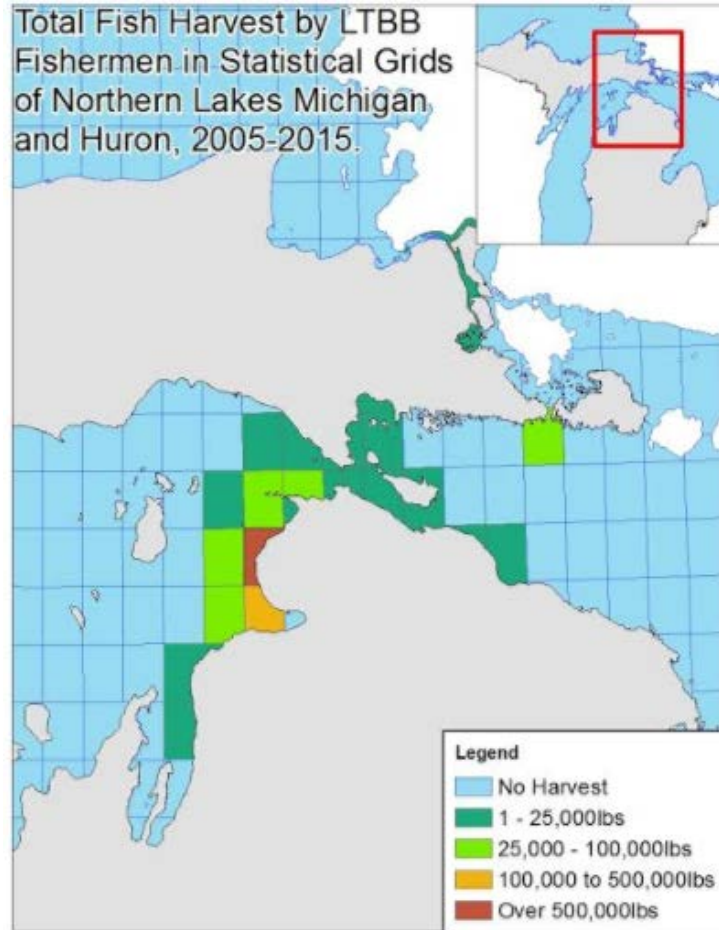 Total Fish Harvest by LTBB
Fishermen in Statistical Grids
of Northern Lakes Michigan
and Huron, 2005-2015.
Legend
No Harvest
1 - 25,000lbs
25,000 - 100,000lbs
100,000 to 500,000lbs
Over 500,000lbs